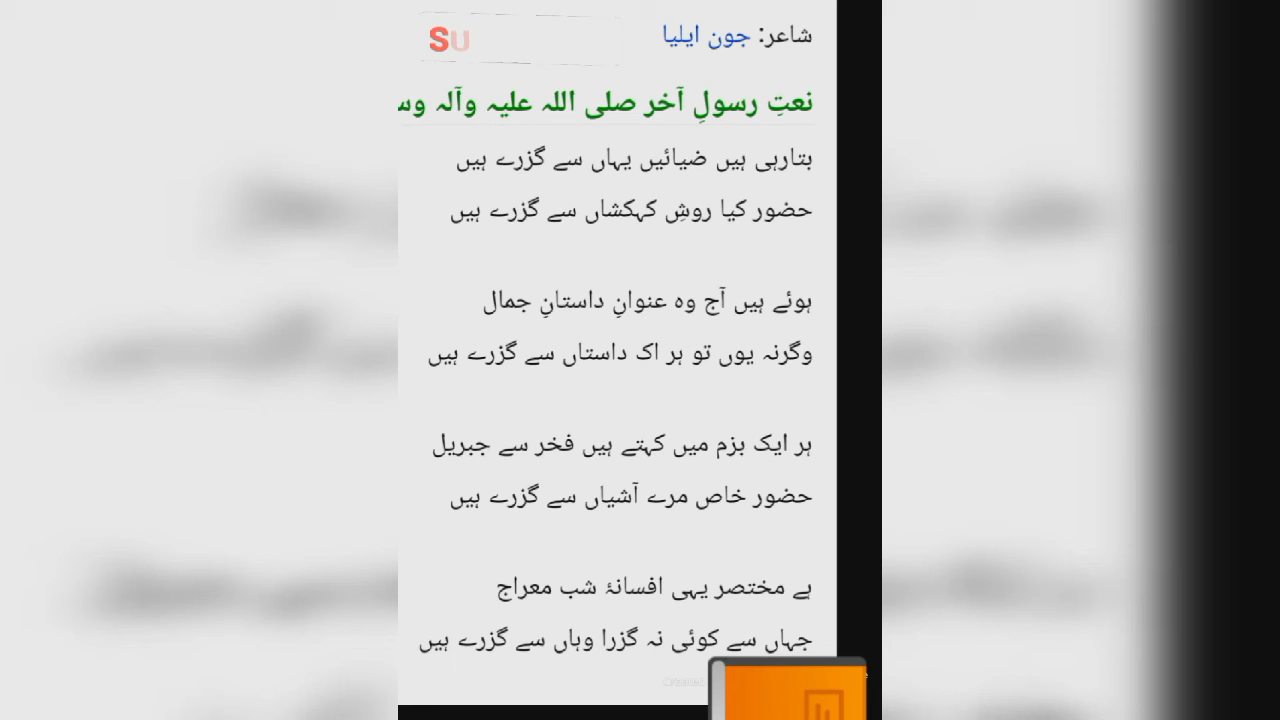 شاعر: جون ایلیا
SU
نعتِ رسولِ آخر صلی اللہ علیہ وآلہ
بتارہی ہیں ضیائیں یہاں سے گزرے ہیں
حضور کیا روشِ کہکشاں سے گزرے ہیں
ہوئے ہیں آج وہ عنوانِ داستانِ جمال
وگرنہ یوں تو ہر اک داستاں سے گزرے ہیں
ہر ایک بزم میں کہتے ہیں فخر سے جبریل
حضور خاص مرے آشیاں سے گزرے ہیں
ہے مختصر یہی افسانۂ شب معراج
جہاں سے کوئی نہ گزرا وہاں سے گزرے ہیں